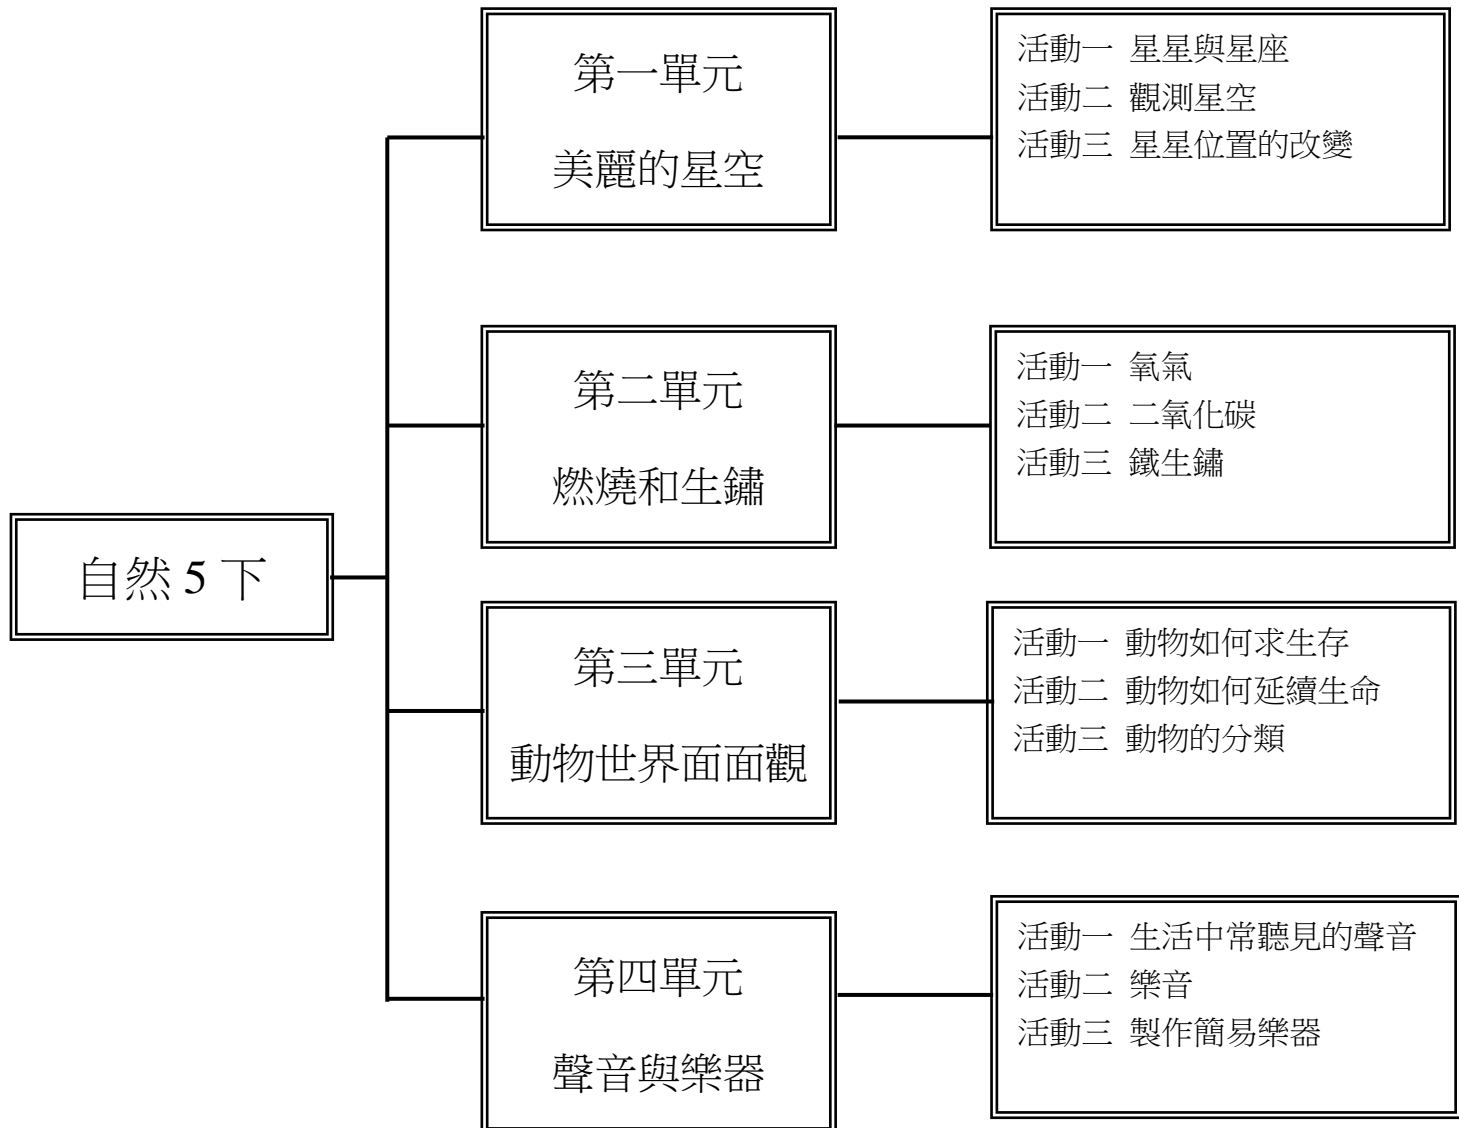 自然 5 下
第一單元
美麗的星空
活動一 星星與星座
活動二 觀測星空
活動三 星星位置的改變
第二單元
燃燒和生鏽
活動一 氧氣
活動二 二氧化碳
活動三 鐵生鏽
第三單元
動物世界面面觀
活動一 動物如何求生存
活動二 動物如何延續生命
活動三 動物的分類
第四單元
聲音與樂器
活動一 生活中常聽見的聲音
活動二 樂音
活動三 製作簡易樂器